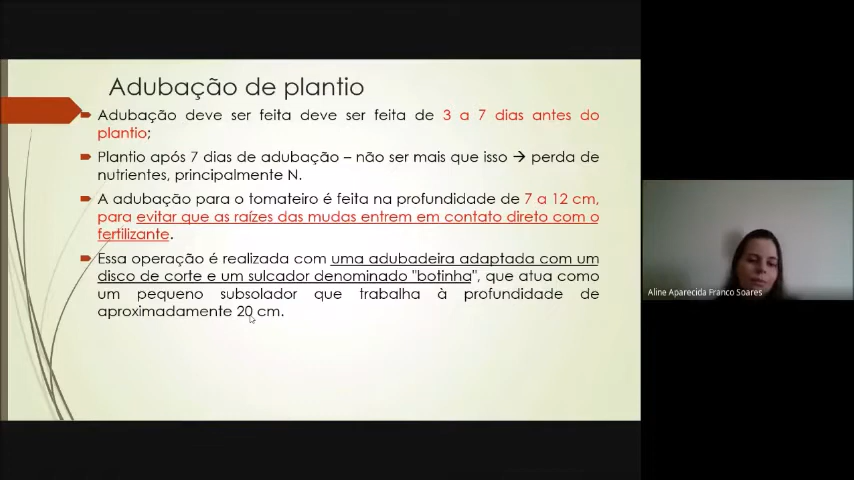 Adubação de plantio
Adubação deve ser feita deve ser feita de 3 a 7 dias antes do
plantio;
Plantio após 7 dias de adubação – não ser mais que isso → perda de
nutrientes, principalmente N.
A adubação para o tomateiro é feita na profundidade de 7 a 12 cm,
para evitar que as raízes das mudas entrem em contato direto com o
fertilizante.
Essa operação é realizada com uma adubadeira adaptada com um
disco de corte e um sulcador denominado "botinha", que atua como
um pequeno subsolador que trabalha à profundidade de
aproximadamente 20 cm.
Aline Aparecida Franco Soares